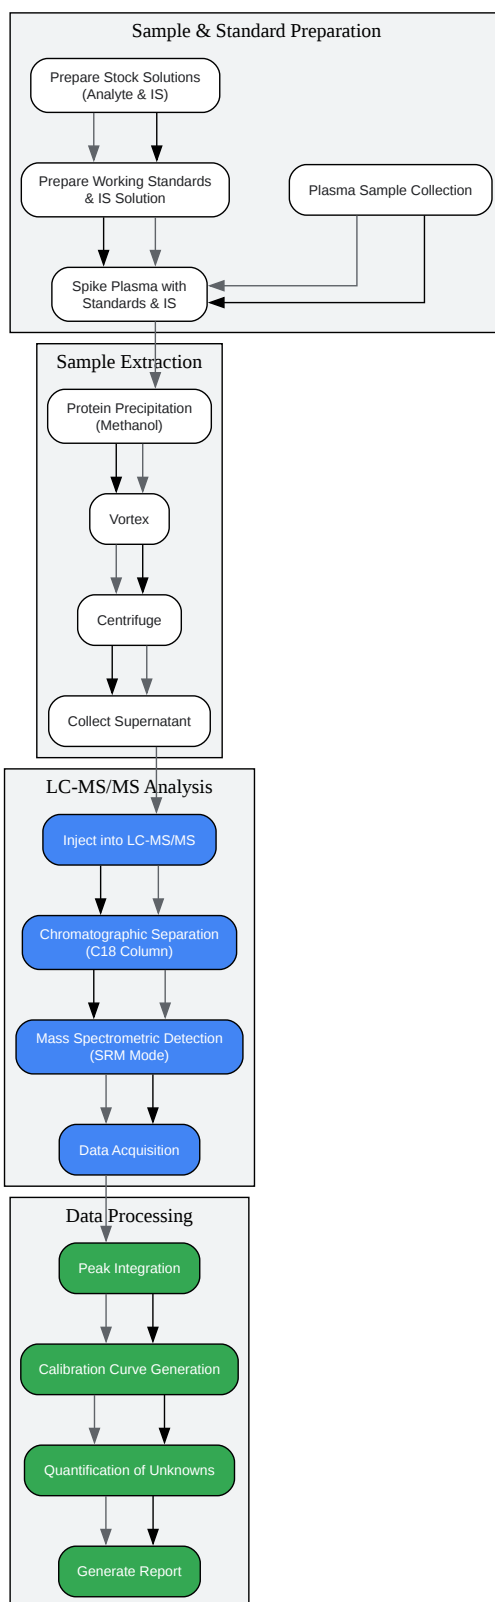 Sample & Standard Preparation
Prepare Stock Solutions
(Analyte & IS)
Prepare Working Standards
& IS Solution
Plasma Sample Collection
Spike Plasma with
Standards & IS
Sample Extraction
Protein Precipitation
(Methanol)
Vortex
Centrifuge
Collect Supernatant
LC-MS/MS Analysis
Inject into LC-MS/MS
Chromatographic Separation
(C18 Column)
Mass Spectrometric Detection
(SRM Mode)
Data Acquisition
Data Processing
Peak Integration
Calibration Curve Generation
Quantification of Unknowns
Generate Report